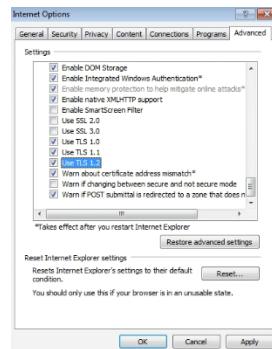 Internet Options
General Security Privacy Content Connections Programs Advanced
Settings
Enable DOM Storage
Enable Integrated Windows Authentication*
Enable memory protection to help mitigate online attacks*
Enable native XMLHTTP support
Enable SmartScreen Filter
Use SSL 2.0
Use SSL 3.0
Use TLS 1.0
Use TLS 1.1
Use TLS 1.2
Warn about certificate address mismatch*
Warn if changing between secure and not secure mode
Warn if POST submittal is redirected to a zone that does n
*Takes effect after you restart Internet Explorer
Restore advanced settings
Reset Internet Explorer settings
Resets Internet Explorer's settings to their default
condition.
Reset...
You should only use this if your browser is in an unusable state.
OK Cancel Apply